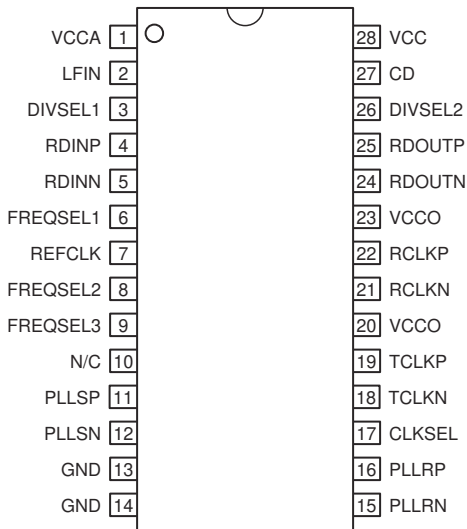 VCCA 1 28 VCC
LFIN 2 27 CD
DIVSEL1 3 26 DIVSEL2
RDINP 4 25 RDOUTP
RDINN 5 24 RDOUTN
FREQSEL1 6 23 VCCO
REFCLK 7 22 RCLKP
FREQSEL2 8 21 RCLKN
FREQSEL3 9 20 VCCO
N/C 10 19 TCLKP
PLLSP 11 18 TCLKN
PLLSN 12 17 CLKSEL
GND 13 16 PLLRP
GND 14 15 PLLRN